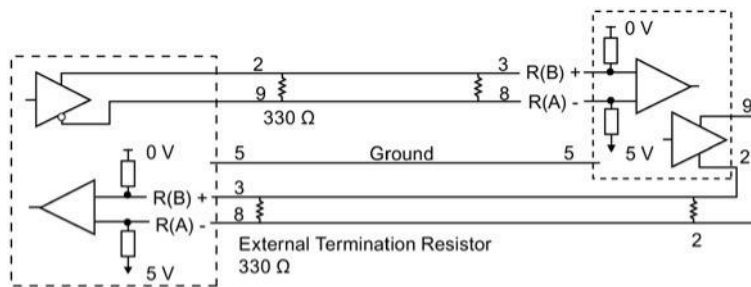 0 V
2
3
R(B) +
9
8
R(A) -
330 Ω
9
0 V
5
Ground
5
5 V
2
R(B) +
3
R(A) -
8
5 V
External Termination Resistor
330 Ω
2